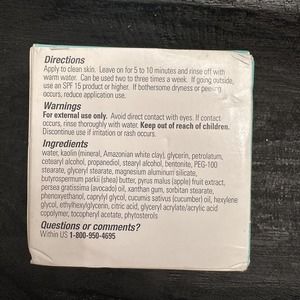 Directions
Apply to clean skin. Leave on for 5 to 10 minutes and rinse off with
warm water. Can be used two to three times a week. If going outside,
use an SPF 15 product or higher. If bothersome dryness or peeling
occurs, reduce application use.
Warnings
For external use only. Avoid direct contact with eyes. If contact
occurs, rinse thoroughly with water. Keep out of reach of children.
Discontinue use if irritation or rash occurs.
Ingredients
water, kaolin (mineral, Amazonian white clay), glycerin, petrolatum,
cetearyl alcohol, propanediol, stearyl alcohol, bentonite, PEG-100
stearate, glyceryl stearate, magnesium aluminum silicate,
butyrospermum parkii (shea) butter, pyrus malus (apple) fruit extract,
persea gratissima (avocado) oil, xanthan gum, sorbitan stearate,
phenoxyethanol, caprylyl glycol, cucumis sativus (cucumber) oil, hexylene
glycol, ethylhexylglycerin, citric acid, glyceryl acrylate/acrylic acid
copolymer, tocopheryl acetate, phytosterols
Questions or comments?
Within US 1-800-950-4695